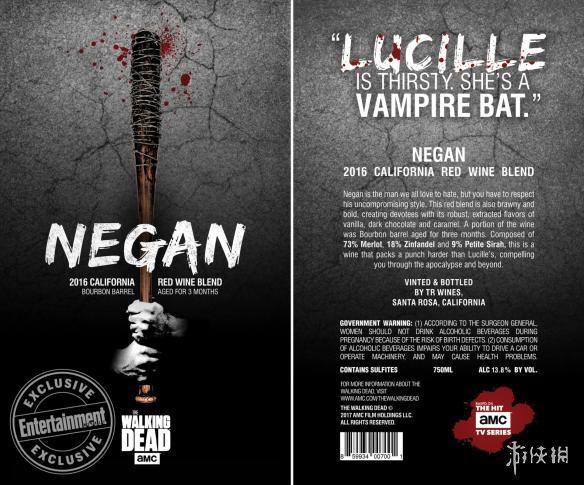 NEGAN
2016 CALIFORNIA RED WINE BLEND
BOURBON BARREL AGED FOR 3 MONTHS
EXCLUSIVE
Entertainment
EXCLUSIVE
THE
WALKING
DEAD
amc
“LUCILLE
IS THIRSTY. SHE'S A
VAMPIRE BAT.”
NEGAN
2016 CALIFORNIA RED WINE BLEND
Negan is the man we all love to hate, but you have to respect
his uncompromising style. This red blend is also brawny and
bold, creating devotees with its robust, extracted flavors of
vanilla, dark chocolate and caramel. A portion of the wine
was Bourbon barrel aged for three months. Composed of
73% Merlot, 18% Zinfandel and 9% Petite Sirah, this is a
wine that packs a punch harder than Lucille's, compelling
you through the apocalypse and beyond.
VINTED & BOTTLED
BY TR WINES,
SANTA ROSA, CALIFORNIA
GOVERNMENT WARNING: (1) ACCORDING TO THE SURGEON GENERAL,
WOMEN SHOULD NOT DRINK ALCOHOLIC BEVERAGES DURING
PREGNANCY BECAUSE OF THE RISK OF BIRTH DEFECTS. (2) CONSUMPTION
OF ALCOHOLIC BEVERAGES IMPAIRS YOUR ABILITY TO DRIVE A CAR OR
OPERATE MACHINERY, AND MAY CAUSE HEALTH PROBLEMS.
CONTAINS SULFITES 750ML ALC 13.8% BY VOL.
FOR MORE INFORMATION ABOUT THE
WALKING DEAD, VISIT
WWW.AMC.COM/THEWALKINGDEAD
THE WALKING DEAD ©
2017 AMC FILM HOLDINGS LLC.
ALL RIGHTS RESERVED.
8 59934 00700 1
BASED ON
THE HIT
amc
TV SERIES
游侠网